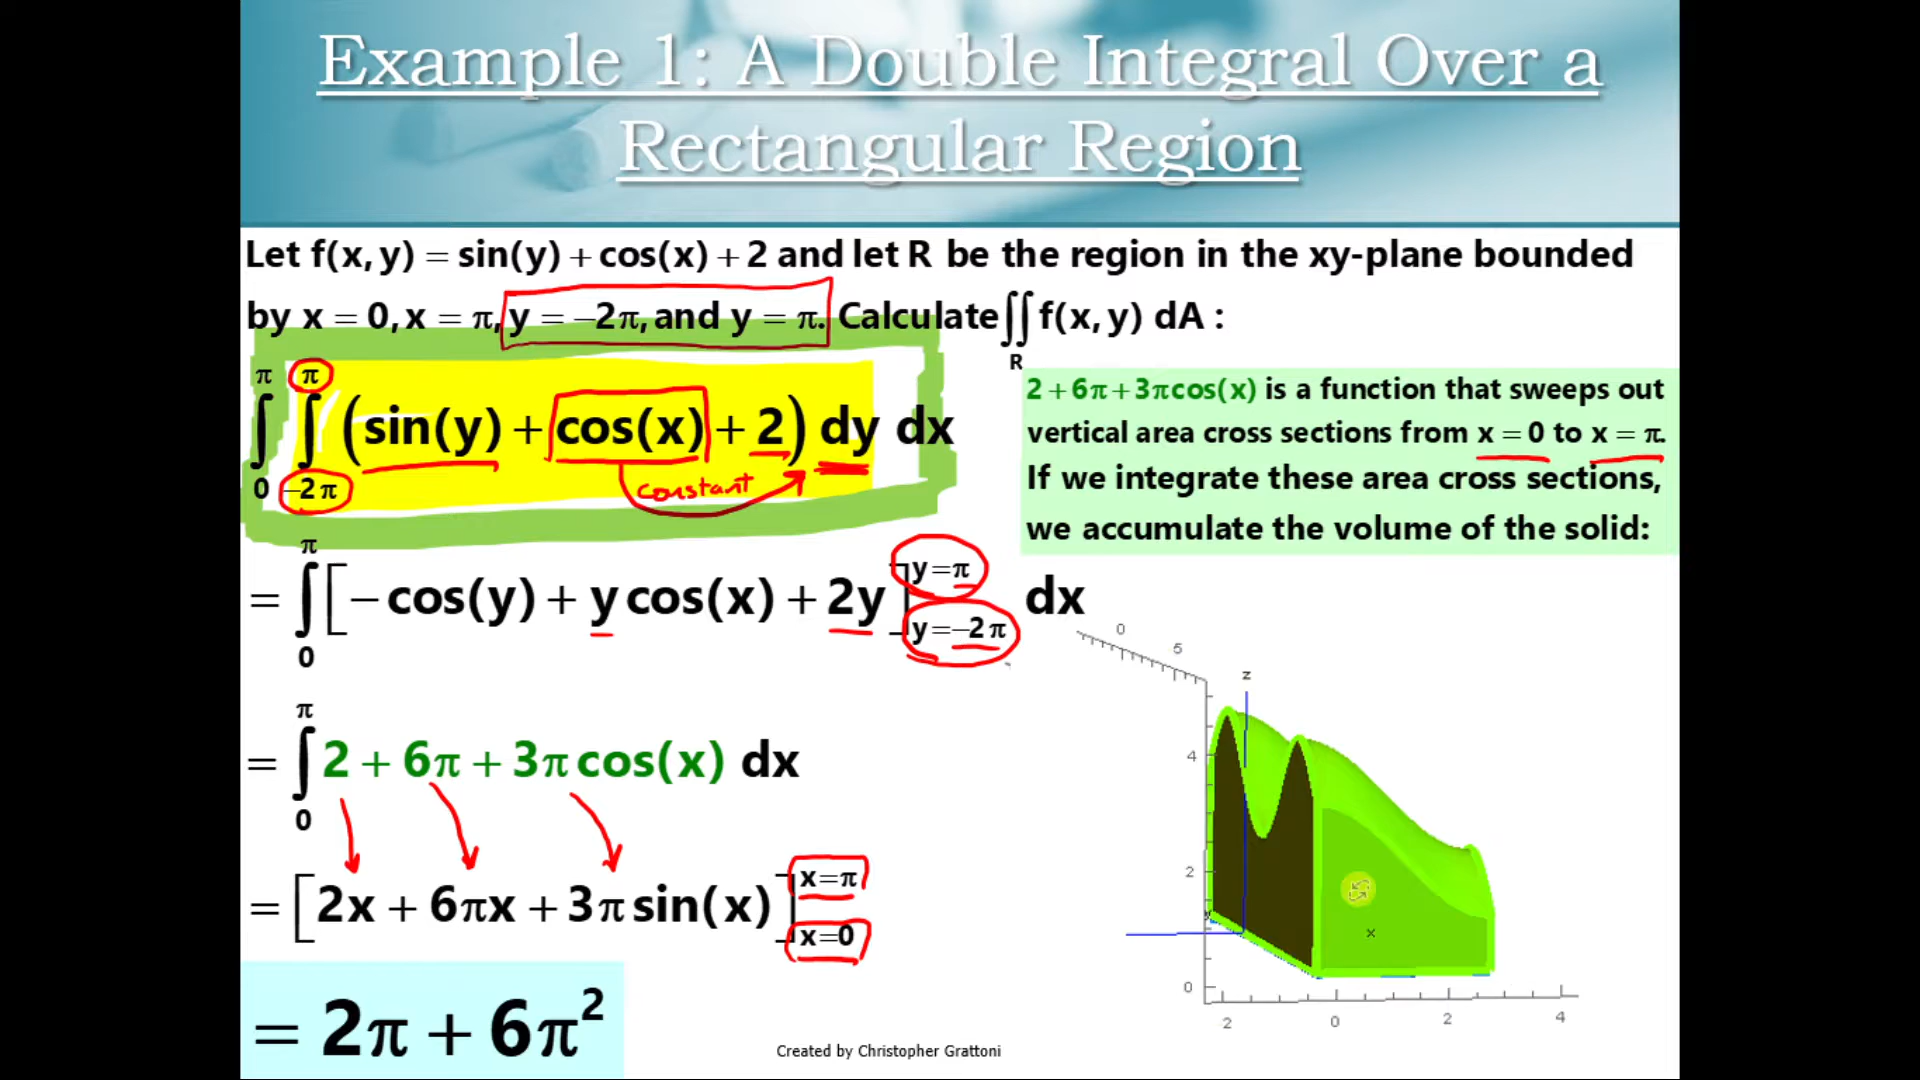 Example 1: A Double Integral Over a
Rectangular Region
Let f(x, y) = sin(y) + cos(x) + 2 and let R be the region in the xy-plane bounded
by x = 0, x = π, y = −2π, and y = π. Calculate ∬ f(x, y) dA :
R
π π
∫ ∫ (sin(y) + cos(x) + 2) dy dx
0 −2π
constant
2 + 6π + 3πcos(x) is a function that sweeps out
vertical area cross sections from x = 0 to x = π.
If we integrate these area cross sections,
we accumulate the volume of the solid:
π
= ∫ [−cos(y) + y cos(x) + 2y] y=π y=−2π dx
0
π
= ∫ 2 + 6π + 3π cos(x) dx
0
= [2x + 6πx + 3π sin(x)] x=π x=0
= 2π + 6π²
0
5
z
4
2
0
x
2 0 2 4
Created by Christopher Grattoni